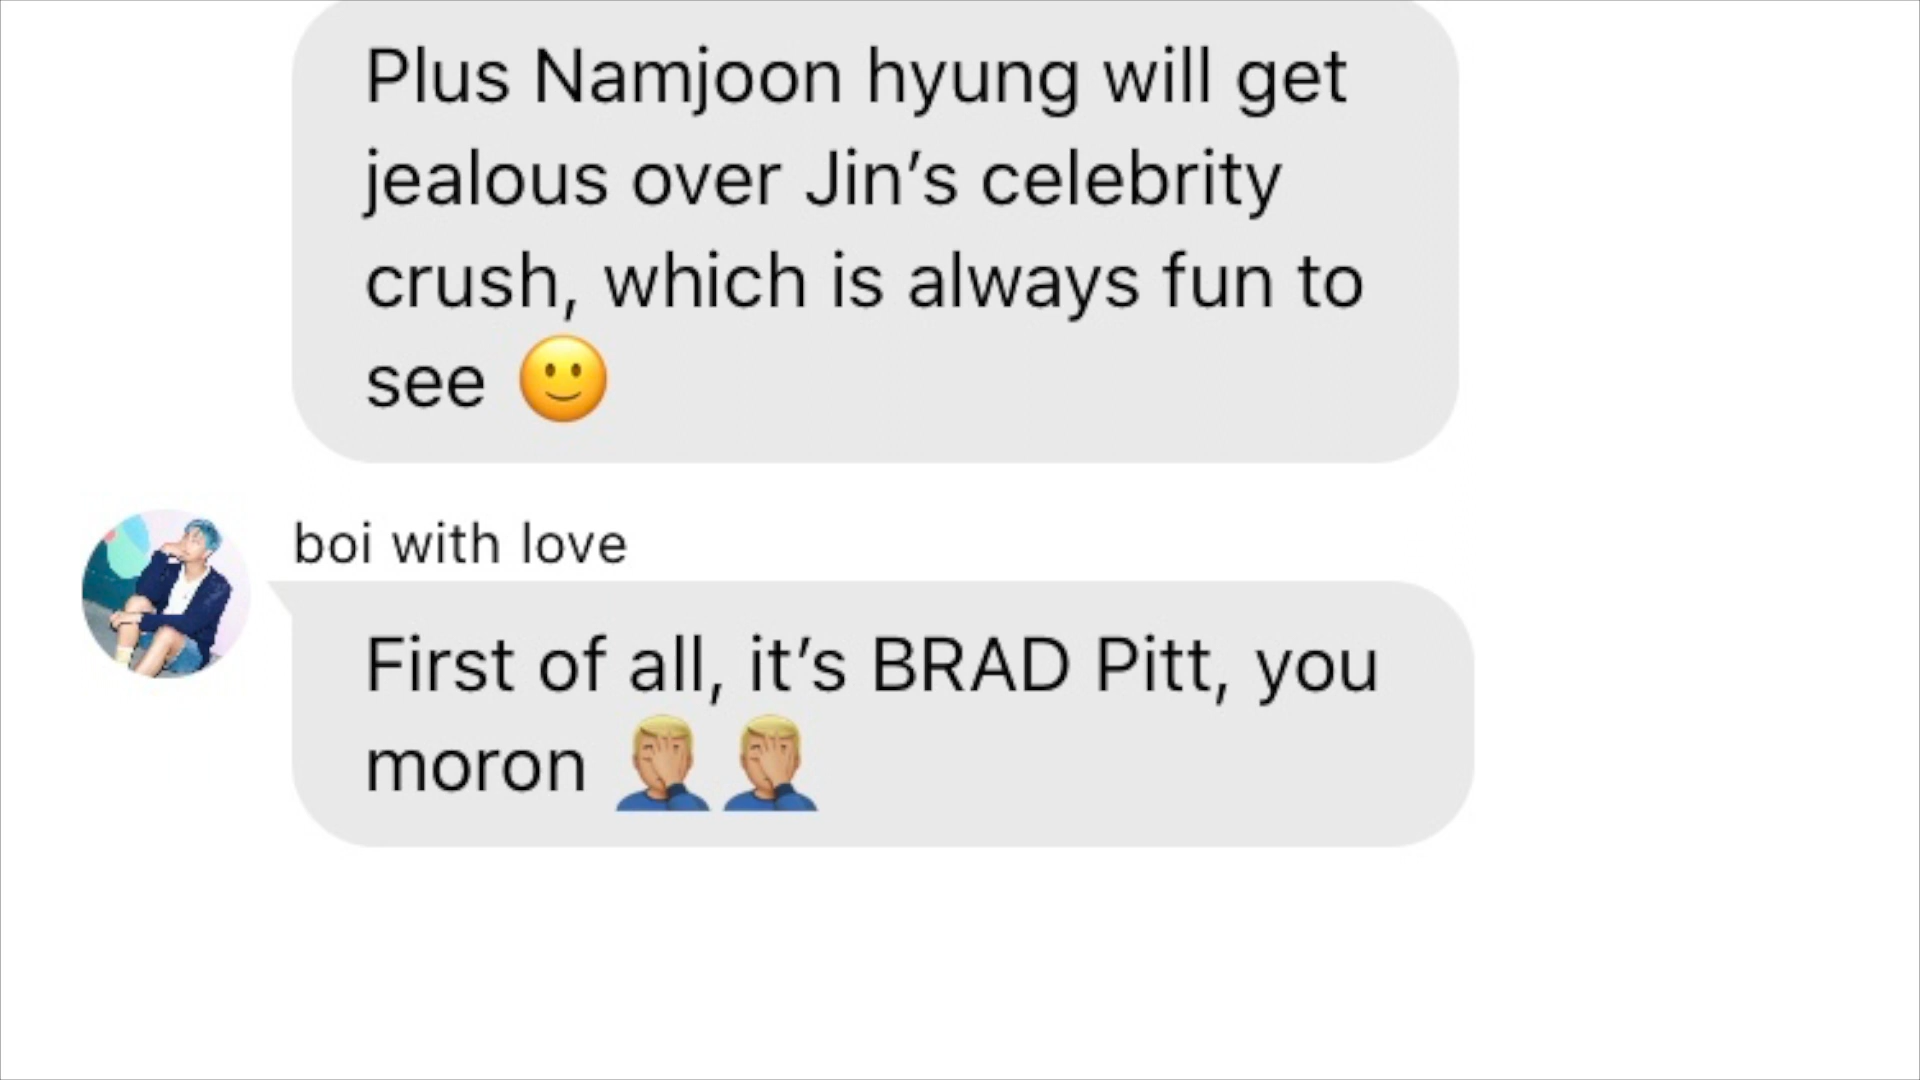 Plus Namjoon hyung will get
jealous over Jin’s celebrity
crush, which is always fun to
see 🙂
boi with love
First of all, it’s BRAD Pitt, you
moron 🤦🏼‍♂️🤦🏼‍♂️